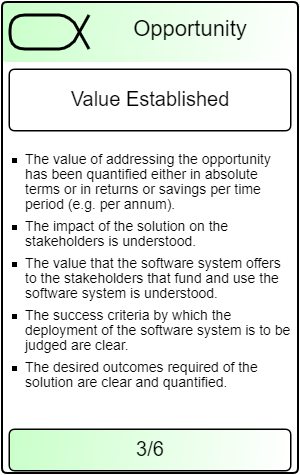 Opportunity
Value Established
The value of addressing the opportunity
has been quantified either in absolute
terms or in returns or savings per time
period (e.g. per annum).
The impact of the solution on the
stakeholders is understood.
The value that the software system offers
to the stakeholders that fund and use the
software system is understood.
The success criteria by which the
deployment of the software system is to be
judged are clear.
The desired outcomes required of the
solution are clear and quantified.
3/6